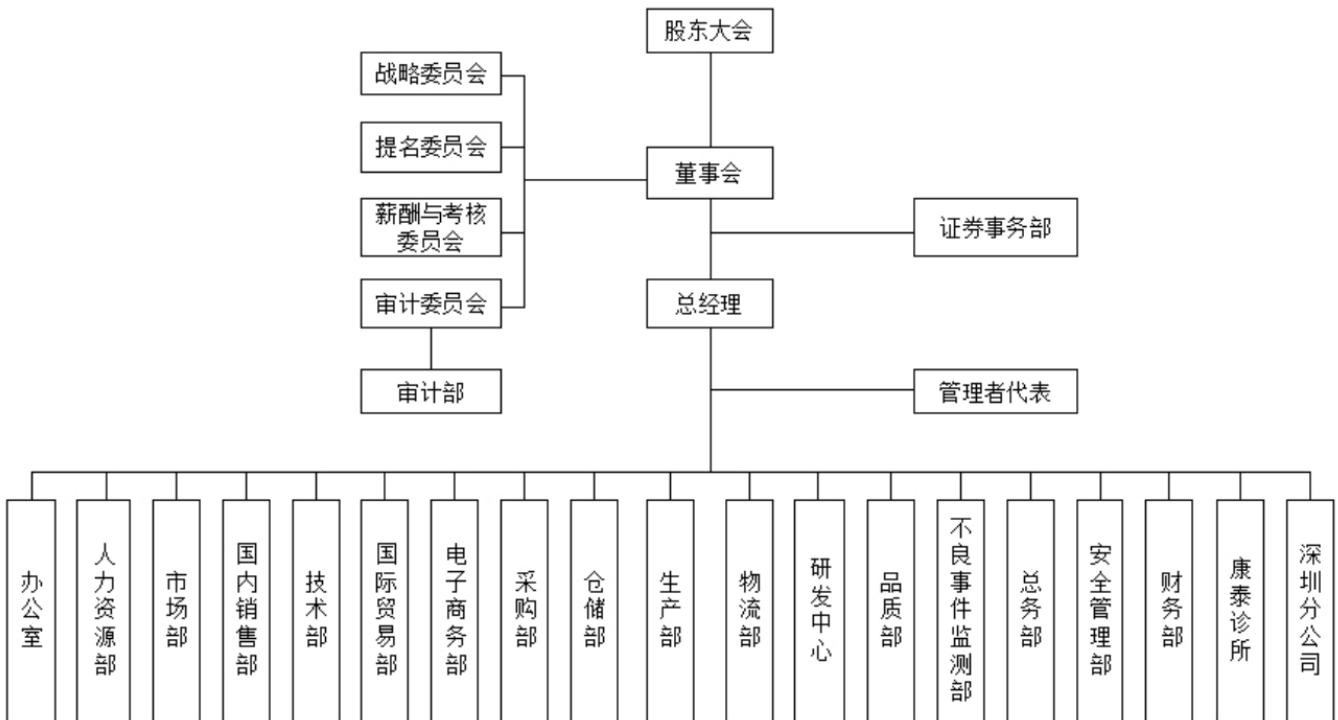 股东大会
战略委员会
提名委员会
董事会
薪酬与考核
委员会
证券事务部
审计委员会
总经理
审计部
管理者代表
办公室
人力资源部
市场部
国内销售部
技术部
国际贸易部
电子商务部
采购部
仓储部
生产部
物流部
研发中心
品质部
不良事件监测部
总务部
安全管理部
财务部
康泰诊所
深圳分公司